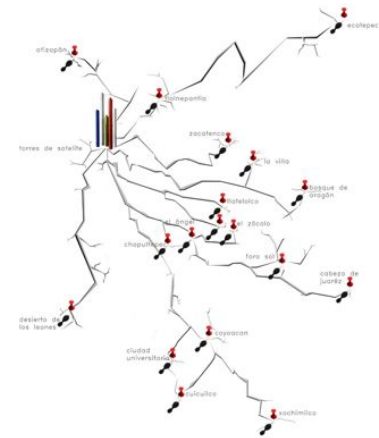 ecatepec
atizapán
tlalnepantla
zacatenco
torres de satelite
la villa
bosque de
aragón
tlatelolco
el ángel
el zócalo
chapultepec
foro sol
cabeza de
juaréz
desierto de
los leones
coyoacan
ciudad
universitaria
cuicuilco
xochimilco